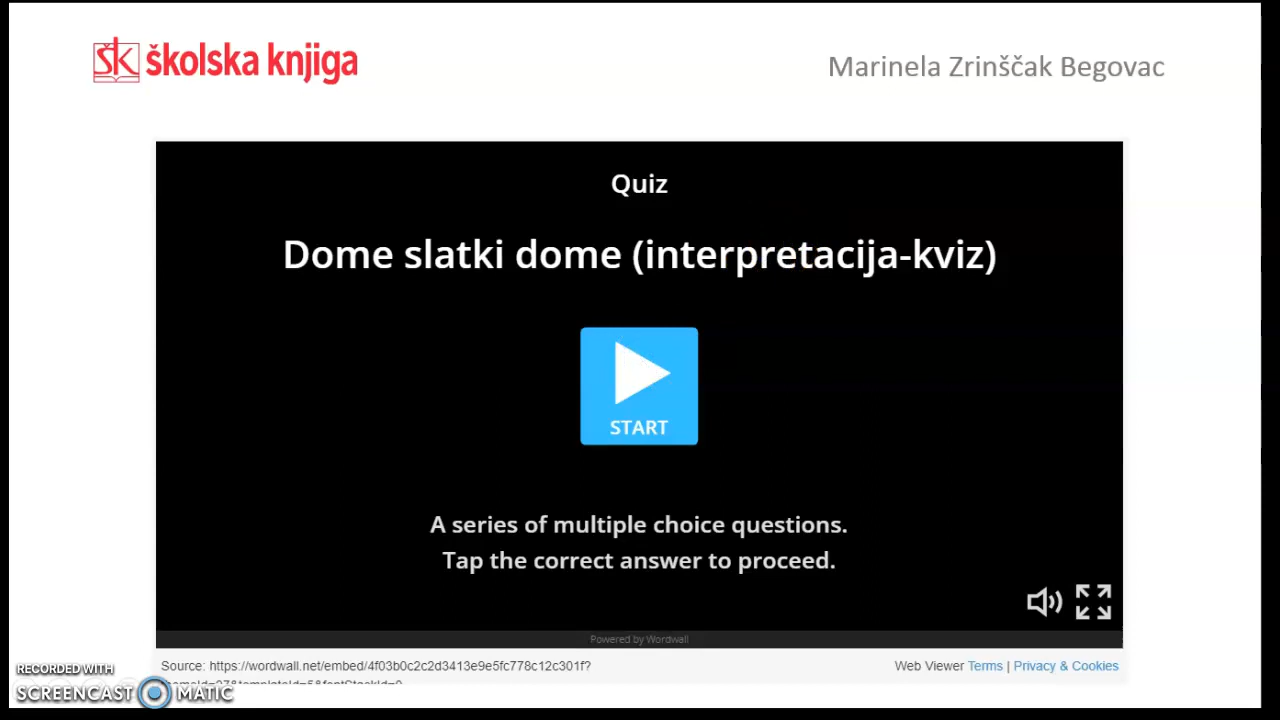 ŠK školska knjiga
Marinela Zrinščak Begovac
Quiz
Dome slatki dome (interpretacija-kviz)
START
A series of multiple choice questions.
Tap the correct answer to proceed.
Powered by Wordwall
Source: https://wordwall.net/embed/4f03b0c2c2d3413e9e5fc778c12c301f?
Web Viewer Terms | Privacy & Cookies
RECORDED WITH
SCREENCAST MATIC